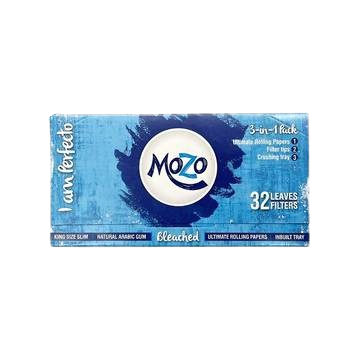 I am Perfecto
MOZO
3-in-1 Pack
Ultimate Rolling Papers 1
Filter tips 2
Crushing tray 3
32 LEAVES
FILTERS
KING SIZE SLIM NATURAL ARABIC GUM Bleached ULTIMATE ROLLING PAPERS INBUILT TRAY